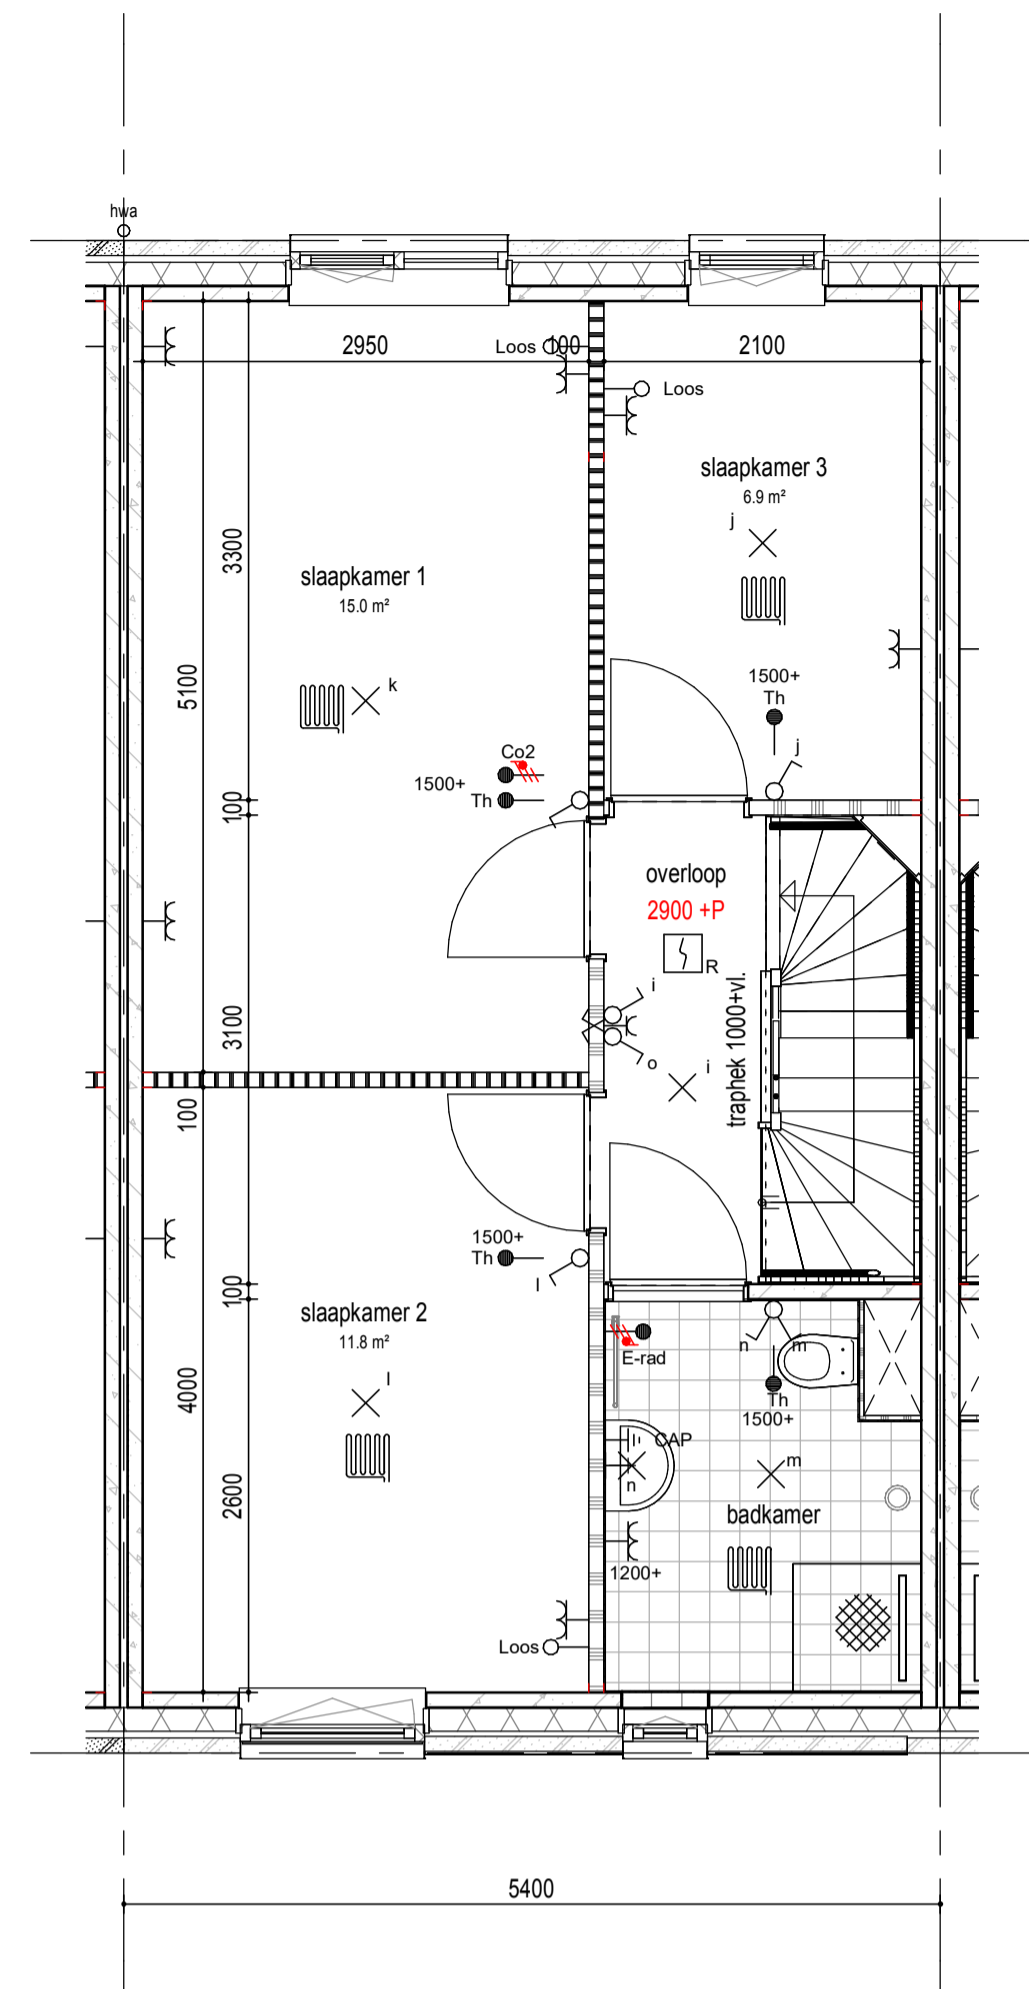 hwa
2950
Loos
100
2100
Loos
slaapkamer 3
6.9 m²
j
3300
slaapkamer 1
15.0 m²
k
5100
1500+
Th
j
Co2
1500+
Th
100
overloop
2900 +P
R
i
3100
o
i
traphek 1000+vl.
100
1500+
Th
l
100
slaapkamer 2
11.8 m²
l
n
m
E-rad
Th
1500+
4000
CAP
m
n
2600
badkamer
1200+
Loos
5400